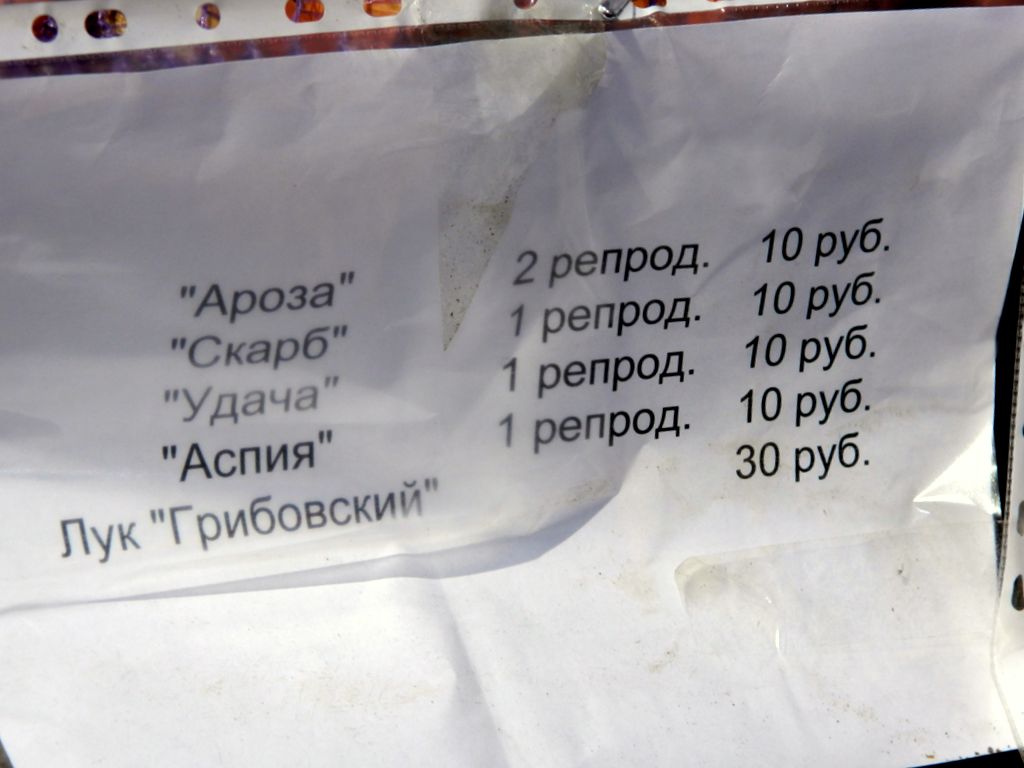 "Ароза" 2 репрод. 10 руб.
"Скарб" 1 репрод. 10 руб.
"Удача" 1 репрод. 10 руб.
"Аспия" 1 репрод. 10 руб.
Лук "Грибовский" 30 руб.